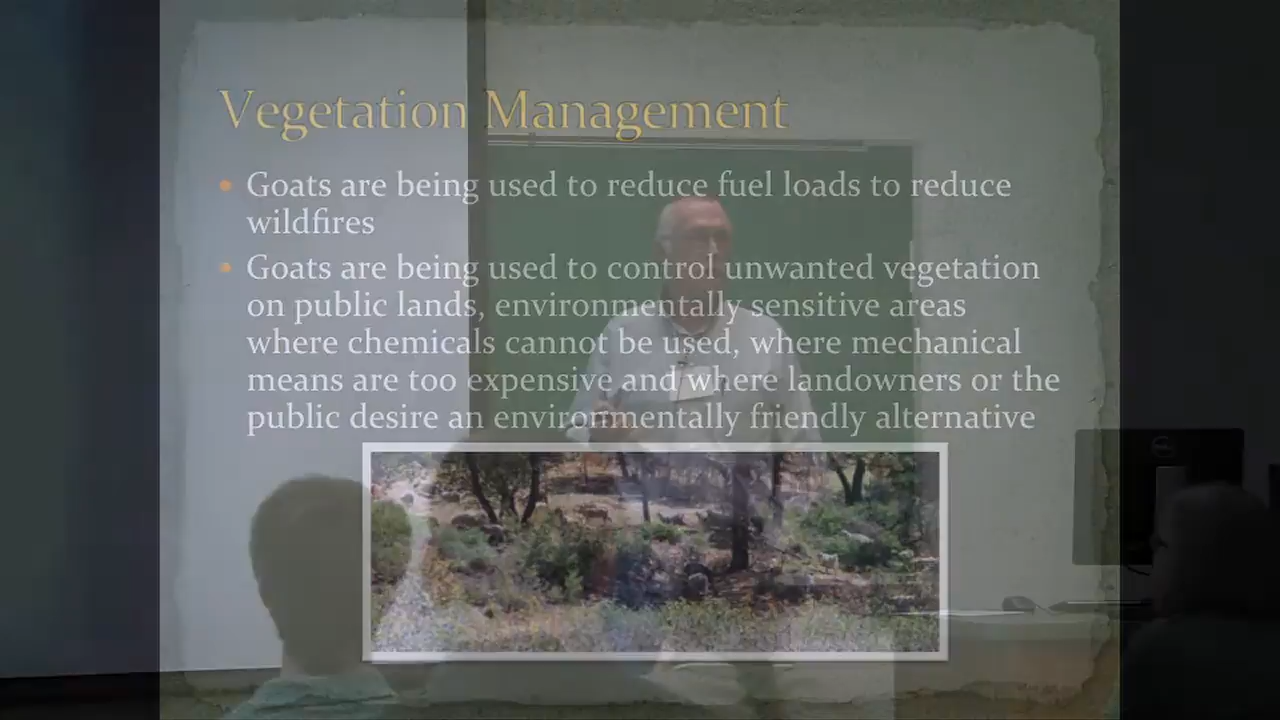 Vegetation Management
Goats are being used to reduce fuel loads to reduce
wildfires
Goats are being used to control unwanted vegetation
on public lands, environmentally sensitive areas
where chemicals cannot be used, where mechanical
means are too expensive and where landowners or the
public desire an environmentally friendly alternative